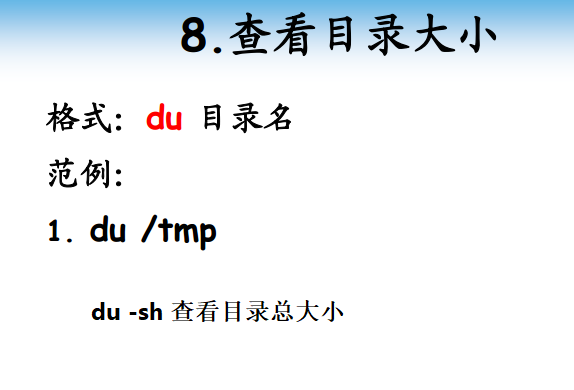 8.查看目录大小
格式: du 目录名
范例:
1. du /tmp
du -sh 查看目录总大小